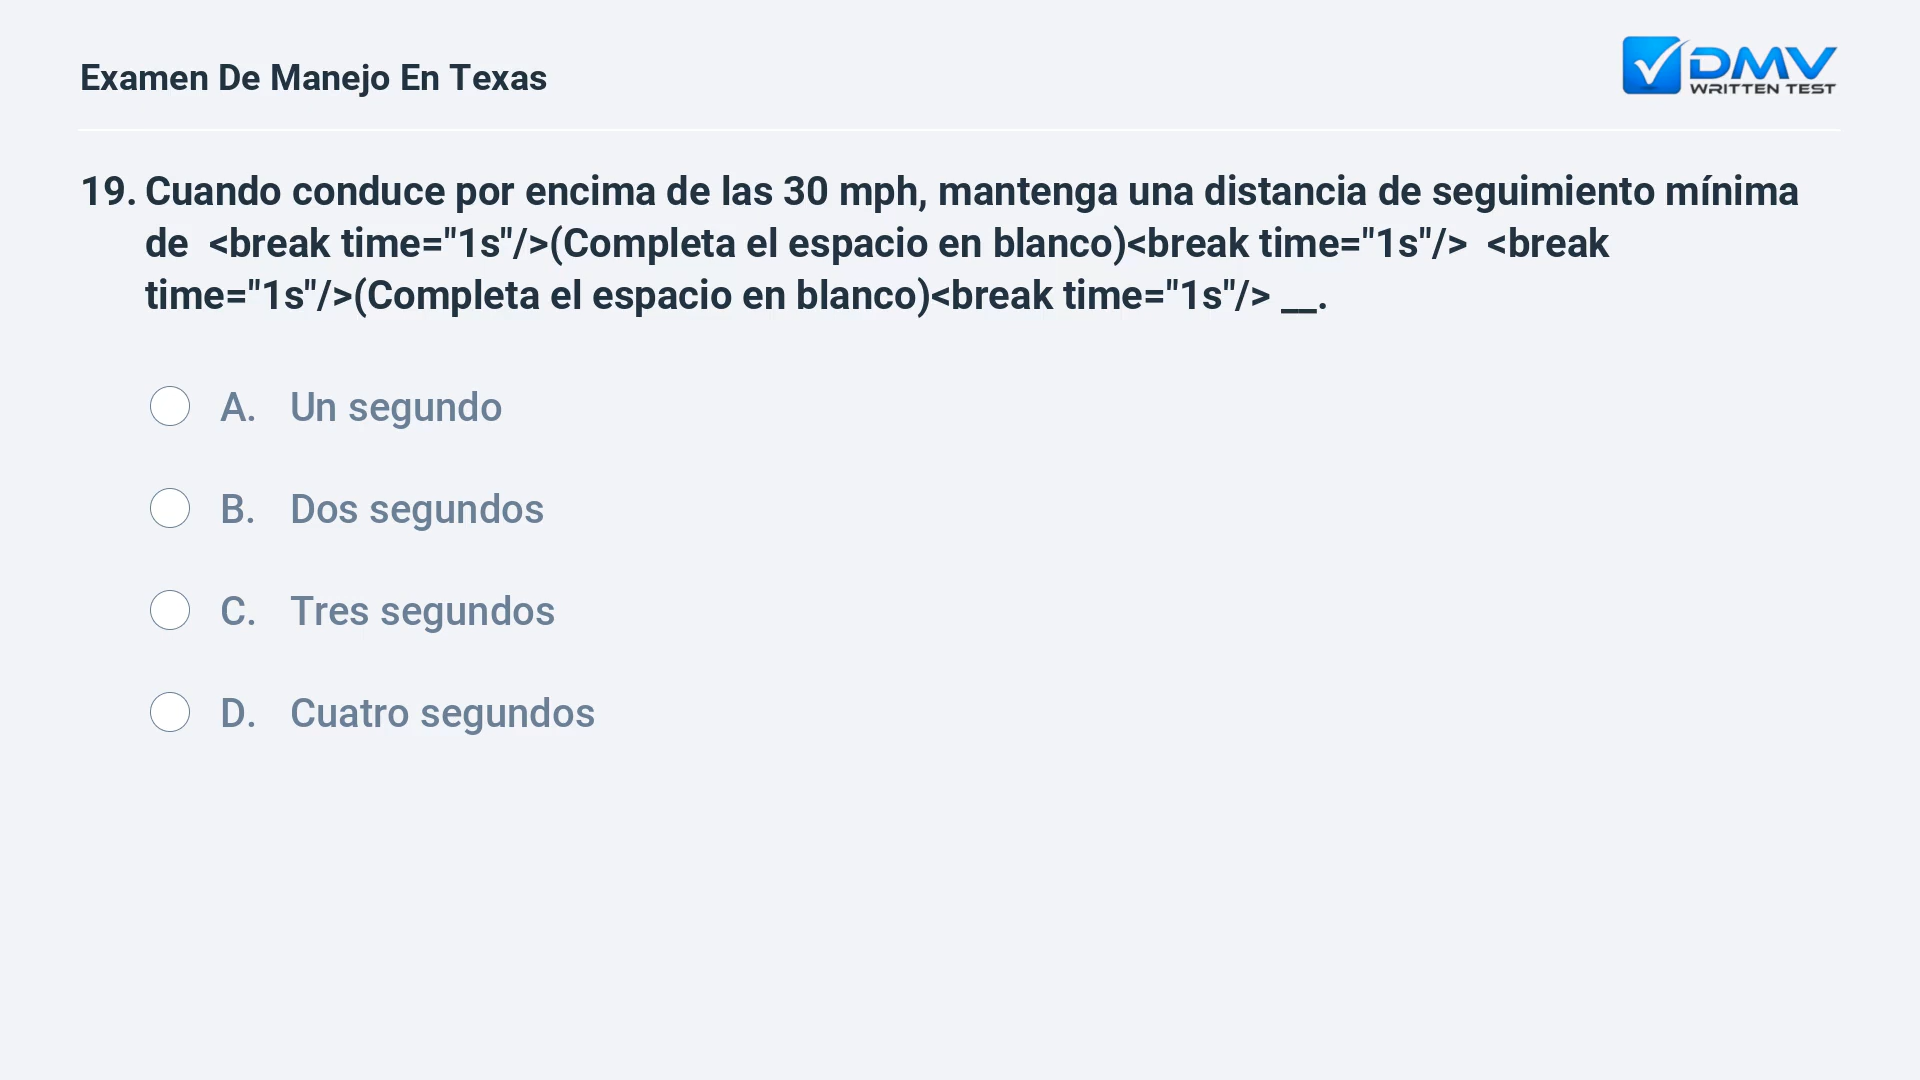 Examen De Manejo En Texas
DMV
WRITTEN TEST
19. Cuando conduce por encima de las 30 mph, mantenga una distancia de seguimiento mínima
de <break time="1s"/>(Completa el espacio en blanco)<break time="1s"/> <break
time="1s"/>(Completa el espacio en blanco)<break time="1s"/> __.
A. Un segundo
B. Dos segundos
C. Tres segundos
D. Cuatro segundos